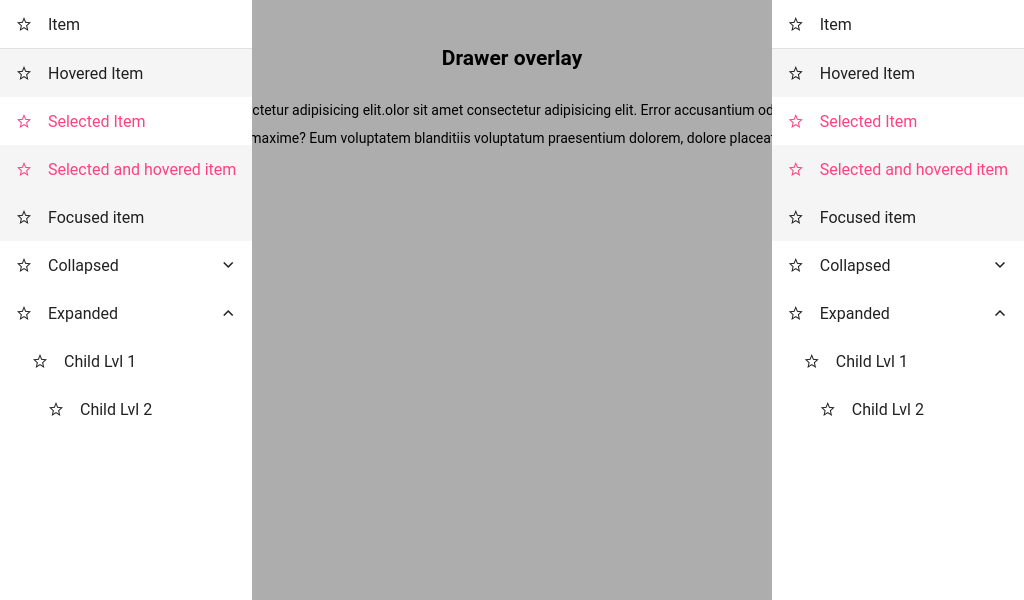 Item
Hovered Item
Selected Item
Selected and hovered item
Focused item
Collapsed
Expanded
Child Lvl 1
Child Lvl 2
Drawer overlay
ctetur adipisicing elit.olor sit amet consectetur adipisicing elit. Error accusantium od
maxime? Eum voluptatem blanditiis voluptatum praesentium dolorem, dolore placeat
Item
Hovered Item
Selected Item
Selected and hovered item
Focused item
Collapsed
Expanded
Child Lvl 1
Child Lvl 2